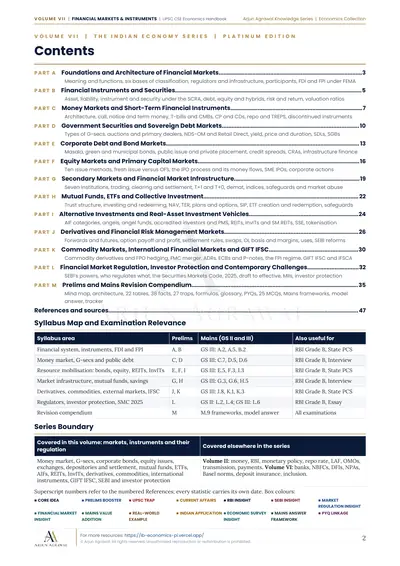 VOLUME VII | FINANCIAL MARKETS & INSTRUMENTS | UPSC CSE Economics Handbook
Arjun Agrawal Knowledge Series | Economics Collection
VOLUME VII | THE INDIAN ECONOMY SERIES | PLATINUM EDITION
Contents
PART A Foundations and Architecture of Financial Markets 3
Meaning and functions, six bases of classification, regulators and infrastructure, participants, FDI and FPI under FEMA
PART B Financial Instruments and Securities 5
Asset, liability, instrument and security under the SCRA, debt, equity and hybrids, risk and return, valuation ratios
PART C Money Markets and Short-Term Financial Instruments 7
Architecture, call, notice and term money, T-bills and CMBs, CP and CDs, repo and TREPS, discontinued instruments
PART D Government Securities and Sovereign Debt Markets 10
Types of G-secs, auctions and primary dealers, NDS-OM and Retail Direct, yield, price and duration, SDLs, SGBs
PART E Corporate Debt and Bond Markets 13
Masala, green and municipal bonds, public issue and private placement, credit spreads, CRAs, infrastructure finance
PART F Equity Markets and Primary Capital Markets 16
Ten issue methods, fresh issue versus OFS, the IPO process and its money flows, SME IPOs, corporate actions
PART G Secondary Markets and Financial Market Infrastructure 19
Seven institutions, trading, clearing and settlement, T+1 and T+0, demat, indices, safeguards and market abuse
PART H Mutual Funds, ETFs and Collective Investment 22
Trust structure, investing and redeeming, NAV, TER, plans and options, SIP, ETF creation and redemption, safeguards
PART I Alternative Investments and Real-Asset Investment Vehicles 24
AIF categories, angels, angel funds, accredited investors and PMS, REITs, InvITs and SM REITs, SSE, tokenisation
PART J Derivatives and Financial Risk Management 26
Forwards and futures, option payoff and profit, settlement rules, swaps, OI, basis and margins, uses, SEBI reforms
PART K Commodity Markets, International Financial Markets and GIFT IFSC 30
Commodity derivatives and FPO hedging, FMC merger, ADRs, ECBs and P-notes, the FPI regime, GIFT IFSC and IFSCA
PART L Financial Market Regulation, Investor Protection and Contemporary Challenges 32
SEBI's powers, who regulates what, the Securities Markets Code, 2025, draft to effective, MIIs, investor protection
PART M Prelims and Mains Revision Compendium 35
Mind map, architecture, 22 tables, 28 facts, 27 traps, formulas, glossary, PYQs, 25 MCQs, Mains frameworks, model
answer, tracker
References and sources 47
Syllabus Map and Examination Relevance
Syllabus area Prelims Mains (GS II and III) Also useful for
Financial system, instruments, FDI and FPI A, B GS III: A.2, A.5, B.2 RBI Grade B, State PCS
Money market, G-secs and public debt C, D GS III: C.7, D.5, D.6 RBI Grade B, Interview
Resource mobilisation: bonds, equity, REITs, InvITs E, F, I GS III: E.5, F.3, I.3 RBI Grade B, State PCS
Market infrastructure, mutual funds, savings G, H GS III: G.3, G.6, H.5 RBI Grade B, Interview
Derivatives, commodities, external markets, IFSC J, K GS III: J.8, K.1, K.3 RBI Grade B, State PCS
Regulators, investor protection, SMC 2025 L GS II: L.2, L.4; GS III: L.6 RBI Grade B, Essay
Revision compendium M M.9 frameworks, model answer All examinations
Series Boundary
Covered in this volume: markets, instruments and their
regulation
Covered elsewhere in the series
Money market, G-secs, corporate bonds, equity issues,
exchanges, depositories and settlement, mutual funds, ETFs,
AIFs, REITs, InvITs, derivatives, commodities, international
instruments, GIFT IFSC, SEBI and investor protection
Volume II: money, RBI, monetary policy, repo rate, LAF, OMOs,
transmission, payments. Volume VI: banks, NBFCs, DFIs, NPAs,
Basel norms, deposit insurance, inclusion.
Superscript numbers refer to the numbered References; every statistic carries its own date. Box colours:
CORE IDEA PRELIMS BOOSTER UPSC TRAP CURRENT AFFAIRS RBI INSIGHT SEBI INSIGHT MARKET
REGULATION INSIGHT
FINANCIAL MARKET
INSIGHT
MAINS VALUE
ADDITION
REAL-WORLD
EXAMPLE
INDIAN APPLICATION
ECONOMIC SURVEY
INSIGHT
MAINS ANSWER
FRAMEWORK
PYQ LINKAGE
ARJUN AGRAWAL
For more resources: https://b-economics-pi.vercel.app/
2